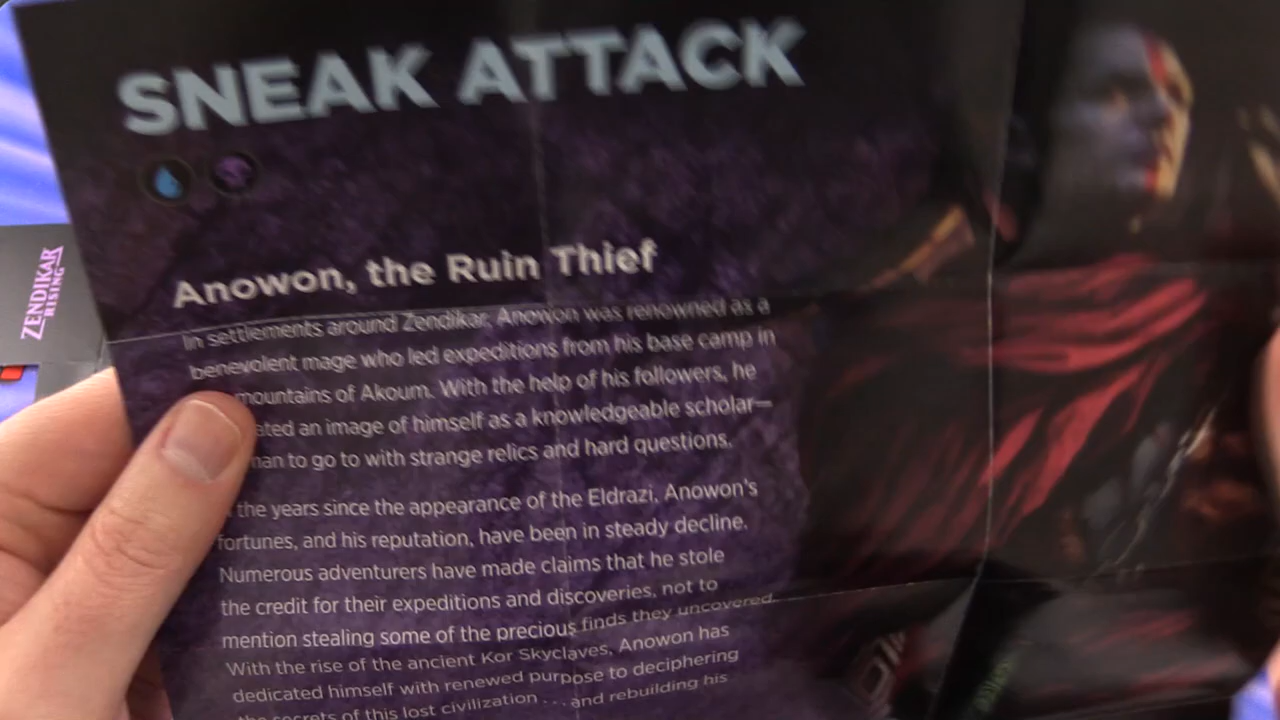 SNEAK ATTACK
Anowon, the Ruin Thief
In settlements around Zendikar, Anowon was renowned as a
benevolent mage who led expeditions from his base camp in
mountains of Akoum. With the help of his followers, he
ated an image of himself as a knowledgeable scholar—
man to go to with strange relics and hard questions.
the years since the appearance of the Eldrazi, Anowon's
fortunes, and his reputation, have been in steady decline.
Numerous adventurers have made claims that he stole
the credit for their expeditions and discoveries, not to
mention stealing some of the precious finds they uncovered.
With the rise of the ancient Kor Skyclaves, Anowon has
dedicated himself with renewed purpose to deciphering
the secrets of this lost civilization . . . and rebuilding his
ZENDIKAR
RISING